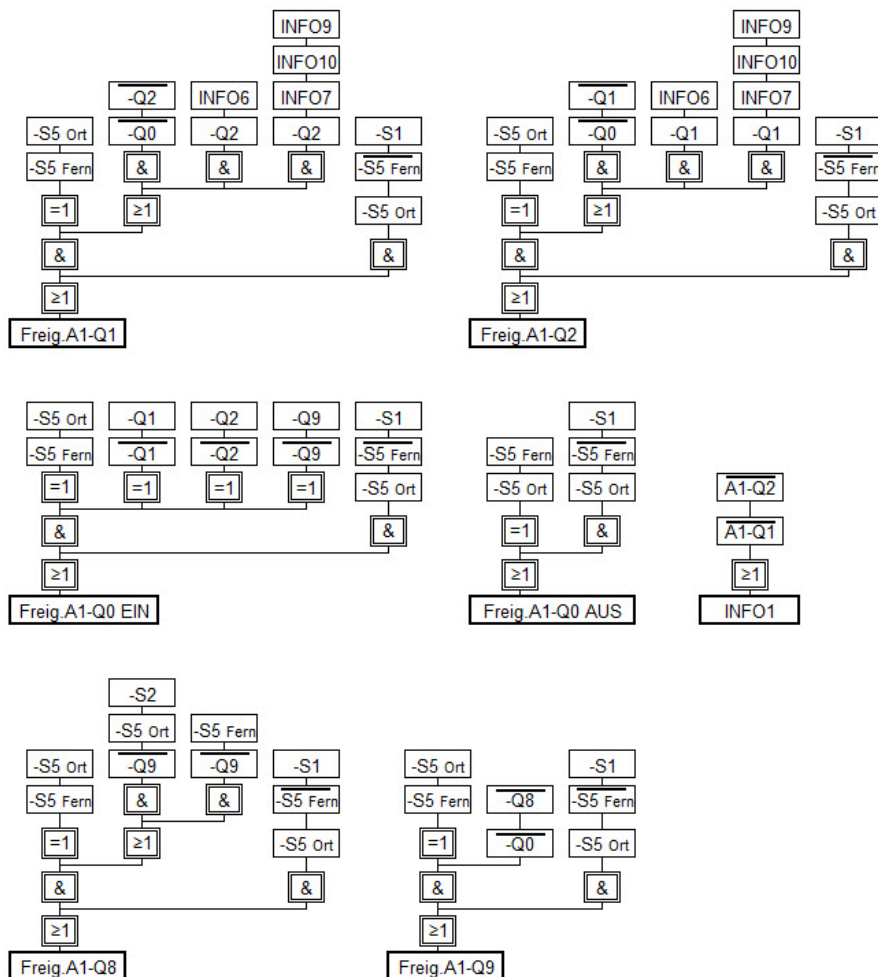 INFO9
INFO10
-Q2 INFO6 INFO7
-S5 Ort -Q0 -Q2 -Q2 -S1
-S5 Fern & & & -S5 Fern
=1 ≥1 -S5 Ort
& &
≥1
Freig.A1-Q1
INFO9
INFO10
-Q1 INFO6 INFO7
-S5 Ort -Q0 -Q1 -Q1 -S1
-S5 Fern & & & -S5 Fern
=1 ≥1 -S5 Ort
& &
≥1
Freig.A1-Q2
-S5 Ort -Q1 -Q2 -Q9 -S1
-S5 Fern -Q1 -Q2 -Q9 -S5 Fern
=1 =1 =1 =1 -S5 Ort
& &
≥1
Freig.A1-Q0 EIN
-S1
-S5 Fern -S5 Fern
-S5 Ort -S5 Ort
=1 &
≥1
Freig.A1-Q0 AUS
A1-Q2
A1-Q1
≥1
INFO1
-S2
-S5 Ort -S5 Fern
-S5 Ort -Q9 -Q9 -S1
-S5 Fern & & -S5 Fern
=1 ≥1 -S5 Ort
& &
≥1
Freig.A1-Q8
-S5 Ort -S1
-S5 Fern -Q8 -S5 Fern
=1 -Q0 -S5 Ort
& &
≥1
Freig.A1-Q9